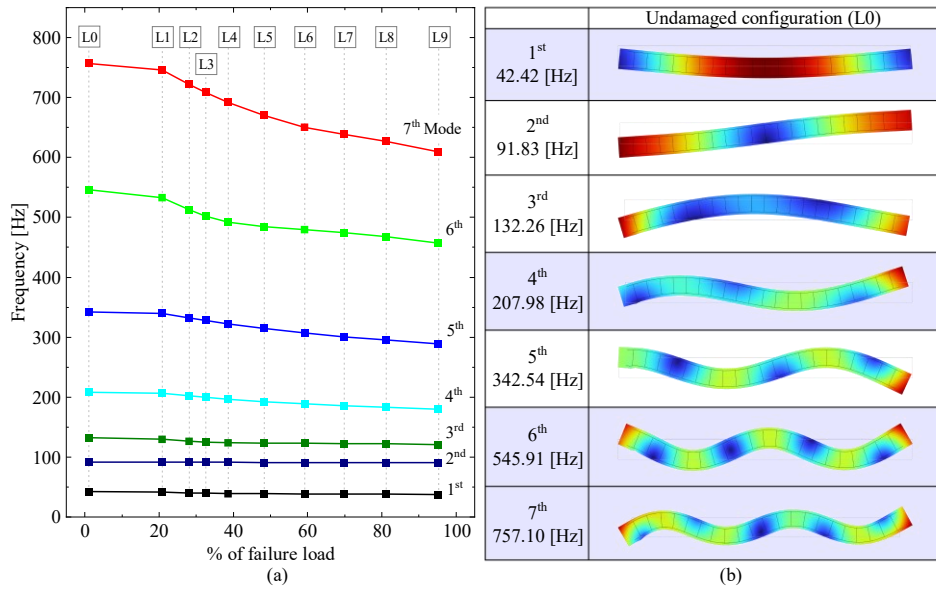 800
700
600
500
400
300
200
100
0
Frequency [Hz]
L0
L1
L2
L3
L4
L5
L6
L7
L8
L9
7th Mode
6th
5th
4th
3rd
2nd
1st
0
20
40
60
80
100
% of failure load
(a)
Undamaged configuration (L0)
1st
42.42 [Hz]
2nd
91.83 [Hz]
3rd
132.26 [Hz]
4th
207.98 [Hz]
5th
342.54 [Hz]
6th
545.91 [Hz]
7th
757.10 [Hz]
(b)